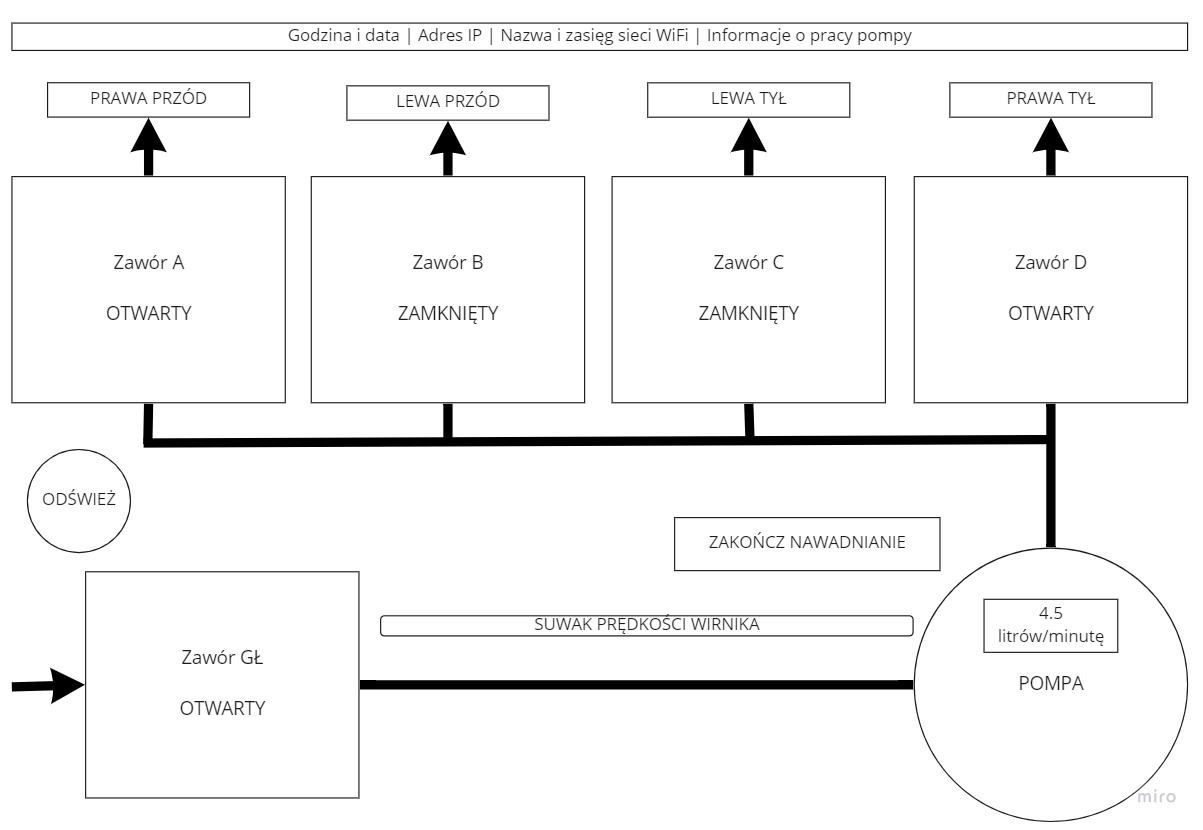 Godzina i data | Adres IP | Nazwa i zasięg sieci WiFi | Informacje o pracy pompy
PRAWA PRZÓD
LEWA PRZÓD
LEWA TYŁ
PRAWA TYŁ
Zawór A
OTWARTY
Zawór B
ZAMKNIĘTY
Zawór C
ZAMKNIĘTY
Zawór D
OTWARTY
ODŚWIEŻ
ZAKOŃCZ NAWADNIANIE
SUWAK PRĘDKOŚCI WIRNIKA
4.5
litrów/minutę
POMPA
Zawór GŁ
OTWARTY
miro